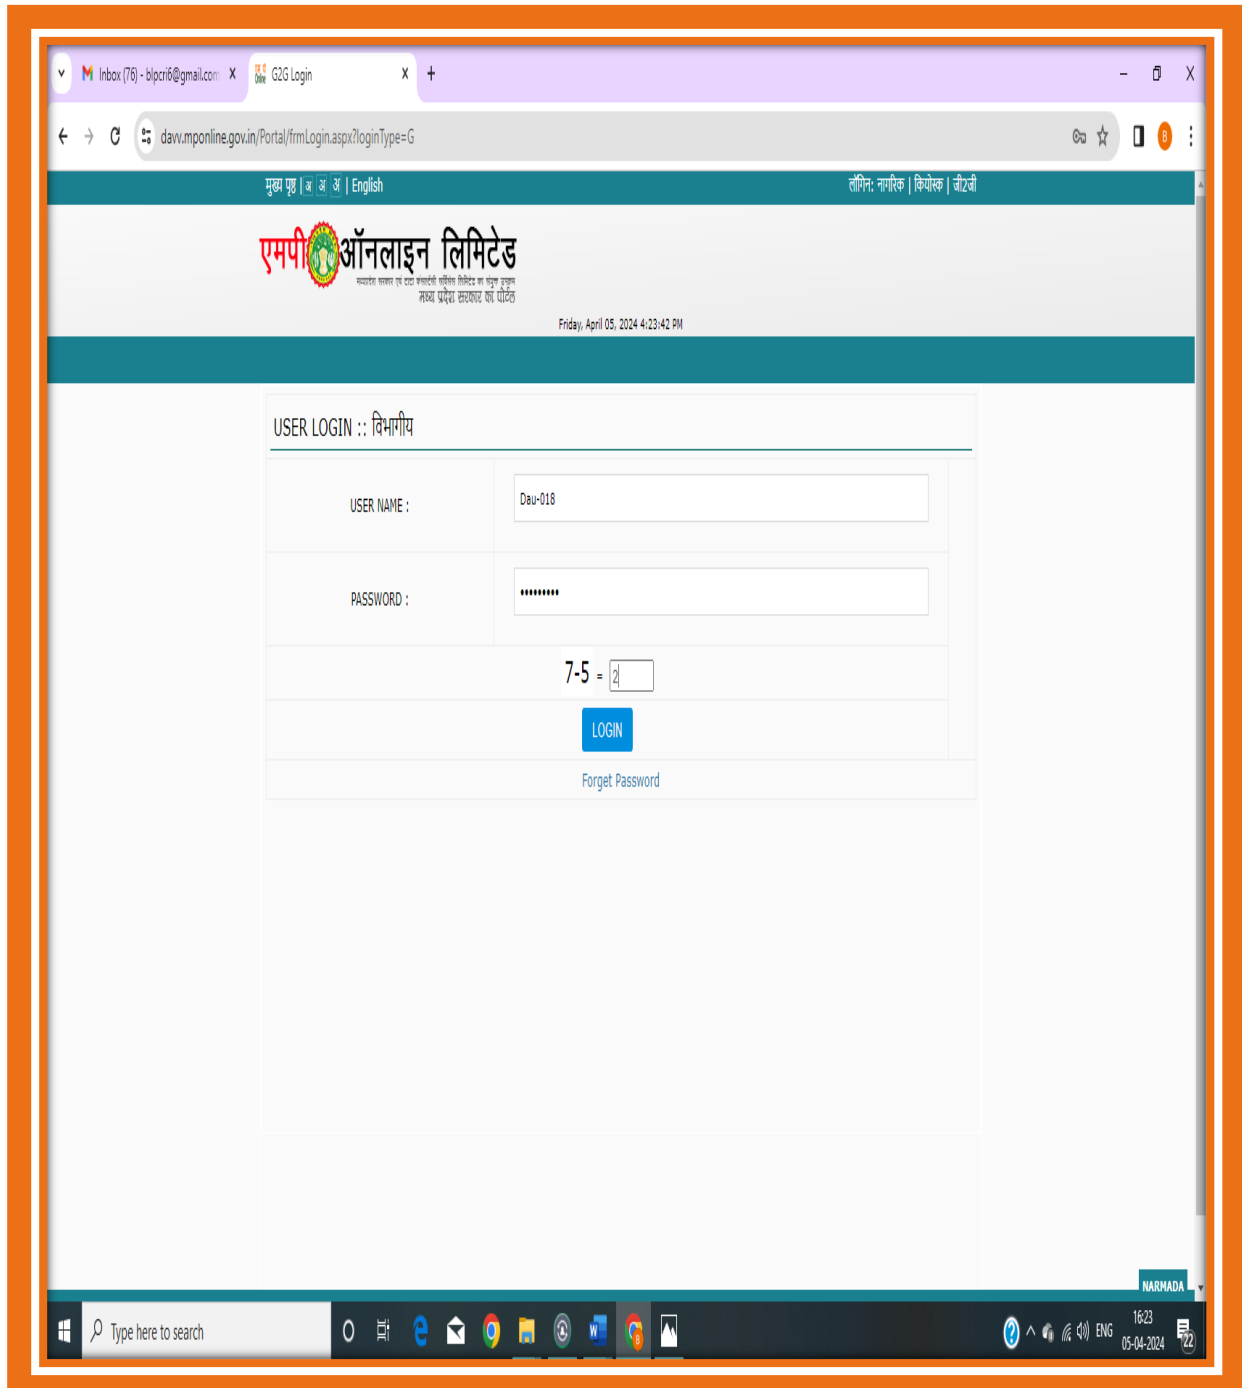 Inbox (76) - blpcri6@gmail.com X
G2G Login X +
davv.mponline.gov.in/Portal/frmLogin.aspx?loginType=G
B
मुख्य पृष्ठ | अ अ अ | English
लॉगिन: नागरिक | कियोस्क | जी2जी
एमपी ऑनलाइन लिमिटेड
मध्य प्रदेश सरकार का पोर्टल
Friday, April 05, 2024 4:23:42 PM
USER LOGIN :: विभागीय
USER NAME : Dau-018
PASSWORD : •••••••••
7-5 = 2
LOGIN
Forget Password
NARMADA
Type here to search
ENG
16:23
05-04-2024
22